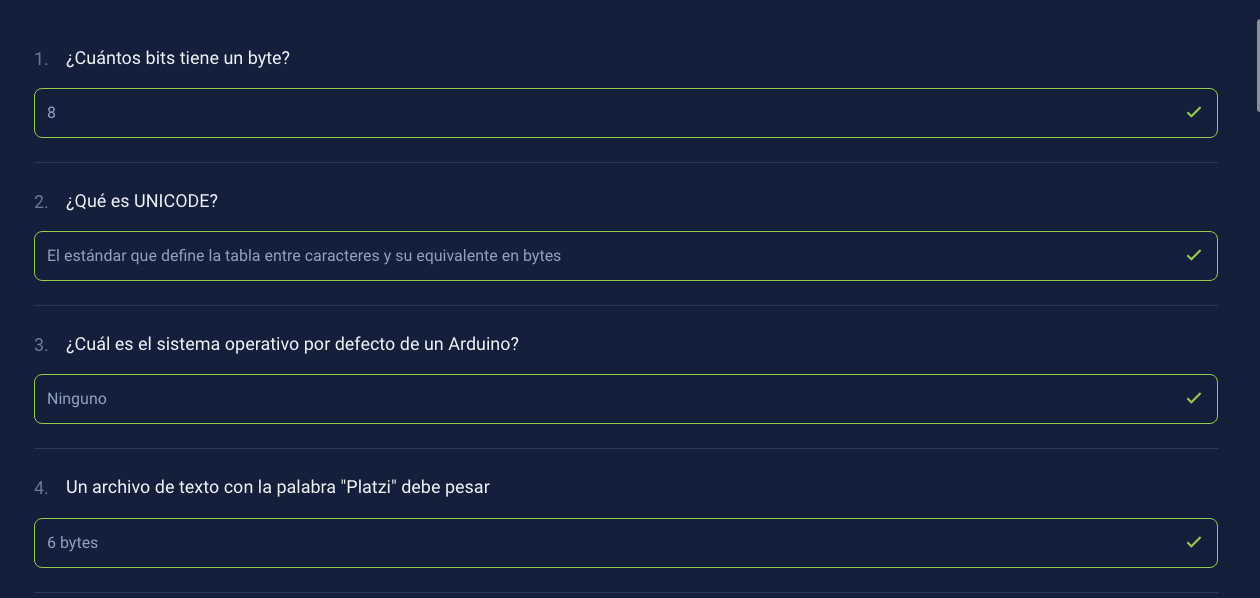 1. ¿Cuántos bits tiene un byte?
8
2. ¿Qué es UNICODE?
El estándar que define la tabla entre caracteres y su equivalente en bytes
3. ¿Cuál es el sistema operativo por defecto de un Arduino?
Ninguno
4. Un archivo de texto con la palabra "Platzi" debe pesar
6 bytes